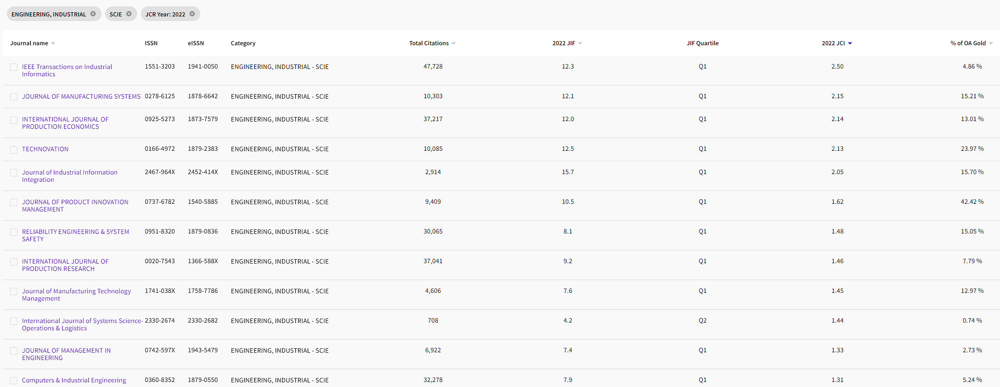 ENGINEERING, INDUSTRIAL SCIE JCR Year: 2022
Journal name ISSN eISSN Category Total Citations 2022 JIF JIF Quartile 2022 JCI % of OA Gold
IEEE Transactions on Industrial 1551-3203 1941-0050 ENGINEERING, INDUSTRIAL - SCIE 47,728 12.3 Q1 2.50 4.86 %
Informatics
JOURNAL OF MANUFACTURING SYSTEMS 0278-6125 1878-6642 ENGINEERING, INDUSTRIAL - SCIE 10,303 12.1 Q1 2.15 15.21 %
INTERNATIONAL JOURNAL OF 0925-5273 1873-7579 ENGINEERING, INDUSTRIAL - SCIE 37,217 12.0 Q1 2.14 13.01 %
PRODUCTION ECONOMICS
TECHNOVATION 0166-4972 1879-2383 ENGINEERING, INDUSTRIAL - SCIE 10,085 12.5 Q1 2.13 23.97 %
Journal of Industrial Information 2467-964X 2452-414X ENGINEERING, INDUSTRIAL - SCIE 2,914 15.7 Q1 2.05 15.70 %
Integration
JOURNAL OF PRODUCT INNOVATION 0737-6782 1540-5885 ENGINEERING, INDUSTRIAL - SCIE 9,409 10.5 Q1 1.62 42.42 %
MANAGEMENT
RELIABILITY ENGINEERING & SYSTEM 0951-8320 1879-0836 ENGINEERING, INDUSTRIAL - SCIE 30,065 8.1 Q1 1.48 15.05 %
SAFETY
INTERNATIONAL JOURNAL OF 0020-7543 1366-588X ENGINEERING, INDUSTRIAL - SCIE 37,041 9.2 Q1 1.46 7.79 %
PRODUCTION RESEARCH
Journal of Manufacturing Technology 1741-038X 1758-7786 ENGINEERING, INDUSTRIAL - SCIE 4,606 7.6 Q1 1.45 12.97 %
Management
International Journal of Systems Science- 2330-2674 2330-2682 ENGINEERING, INDUSTRIAL - SCIE 708 4.2 Q2 1.44 0.74 %
Operations & Logistics
JOURNAL OF MANAGEMENT IN 0742-597X 1943-5479 ENGINEERING, INDUSTRIAL - SCIE 6,922 7.4 Q1 1.33 2.73 %
ENGINEERING
Computers & Industrial Engineering 0360-8352 1879-0550 ENGINEERING, INDUSTRIAL - SCIE 32,278 7.9 Q1 1.31 5.24 %